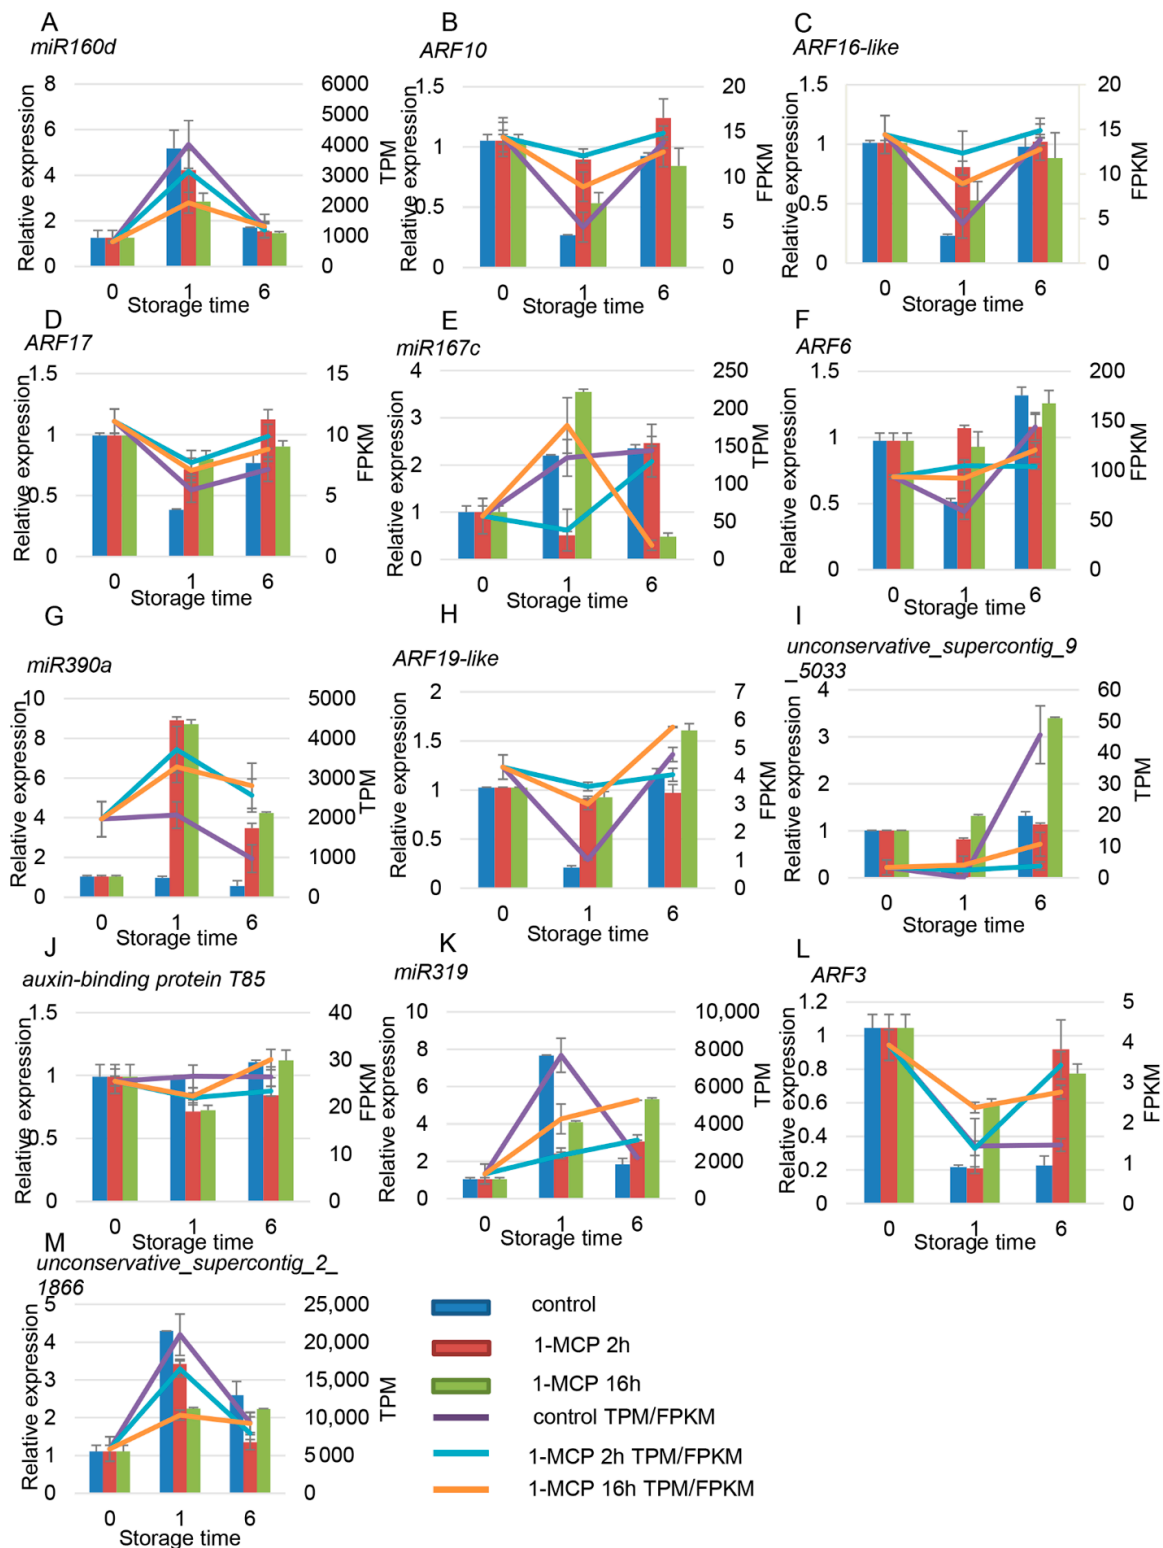 A
miR160d
8
6
4
2
0
Relative expression
6000
5000
4000
3000
2000
1000
0
TPM
0
1
6
Storage time
B
ARF10
1.5
1
0.5
0
Relative expression
20
15
10
5
0
FPKM
0
1
6
Storage time
C
ARF16-like
1.5
1
0.5
0
Relative expression
20
15
10
5
0
FPKM
0
1
6
Storage time
D
ARF17
1.5
1
0.5
0
Relative expression
15
10
5
0
FPKM
0
1
6
Storage time
E
miR167c
4
3
2
1
0
Relative expression
250
200
150
100
50
0
TPM
0
1
6
Storage time
F
ARF6
1.5
1
0.5
0
Relative expression
200
150
100
50
0
FPKM
0
1
6
Storage time
G
miR390a
10
8
6
4
2
0
Relative expression
5000
4000
3000
2000
1000
0
TPM
0
1
6
Storage time
H
ARF19-like
2
1.5
1
0.5
0
Relative expression
7
6
5
4
3
2
1
0
FPKM
0
1
6
Storage time
I
unconservative_supercontig_9
_5033
4
3
2
1
0
Relative expression
60
50
40
30
20
10
0
TPM
0
1
6
Storage time
J
auxin-binding protein T85
1.5
1
0.5
0
Relative expression
40
30
20
10
0
FPKM
0
1
6
Storage time
K
miR319
10
8
6
4
2
0
Relative expression
10,000
8000
6000
4000
2000
0
TPM
0
1
6
Storage time
L
ARF3
1.2
1
0.8
0.6
0.4
0.2
0
Relative expression
5
4
3
2
1
0
FPKM
0
1
6
Storage time
M
unconservative_supercontig_2_
1866
5
4
3
2
1
0
Relative expression
25,000
20,000
15,000
10,000
5 000
0
TPM
0
1
6
Storage time
control
1-MCP 2h
1-MCP 16h
control TPM/FPKM
1-MCP 2h TPM/FPKM
1-MCP 16h TPM/FPKM